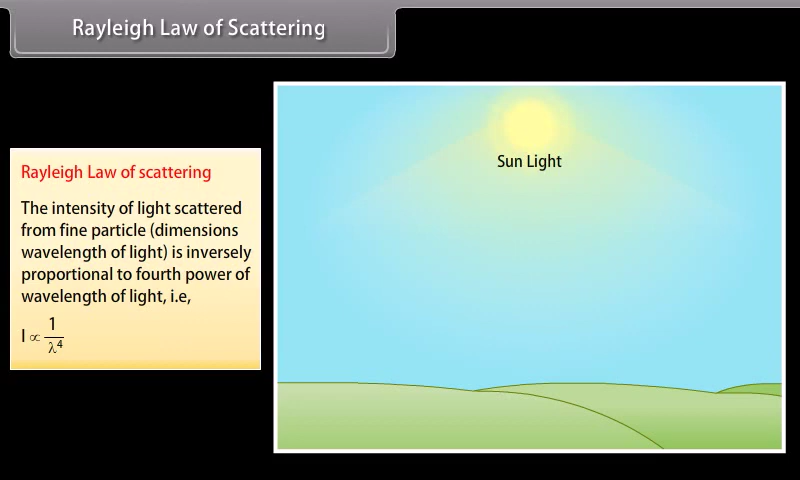 Rayleigh Law of Scattering
Rayleigh Law of scattering
The intensity of light scattered
from fine particle (dimensions
wavelength of light) is inversely
proportional to fourth power of
wavelength of light, i.e,
I ∝ 1/λ⁴
Sun Light